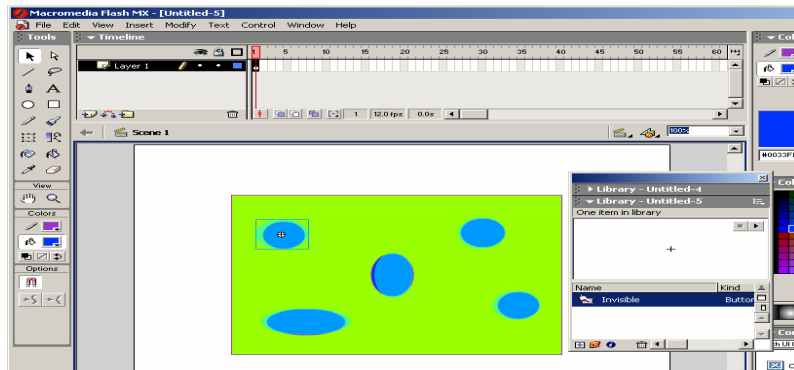 Macromedia Flash MX - [Untitled-5]
File Edit View Insert Modify Text Control Window Help
Tools
Timeline
1 5 10 15 20 25 30 35 40 45 50 55 60
Layer 1
1 12.0 fps 0.0s
Scene 1
100%
View
Colors
Options
#0033F
Library - Untitled-4
Library - Untitled-5
One item in library
Name Kind
Invisible Button